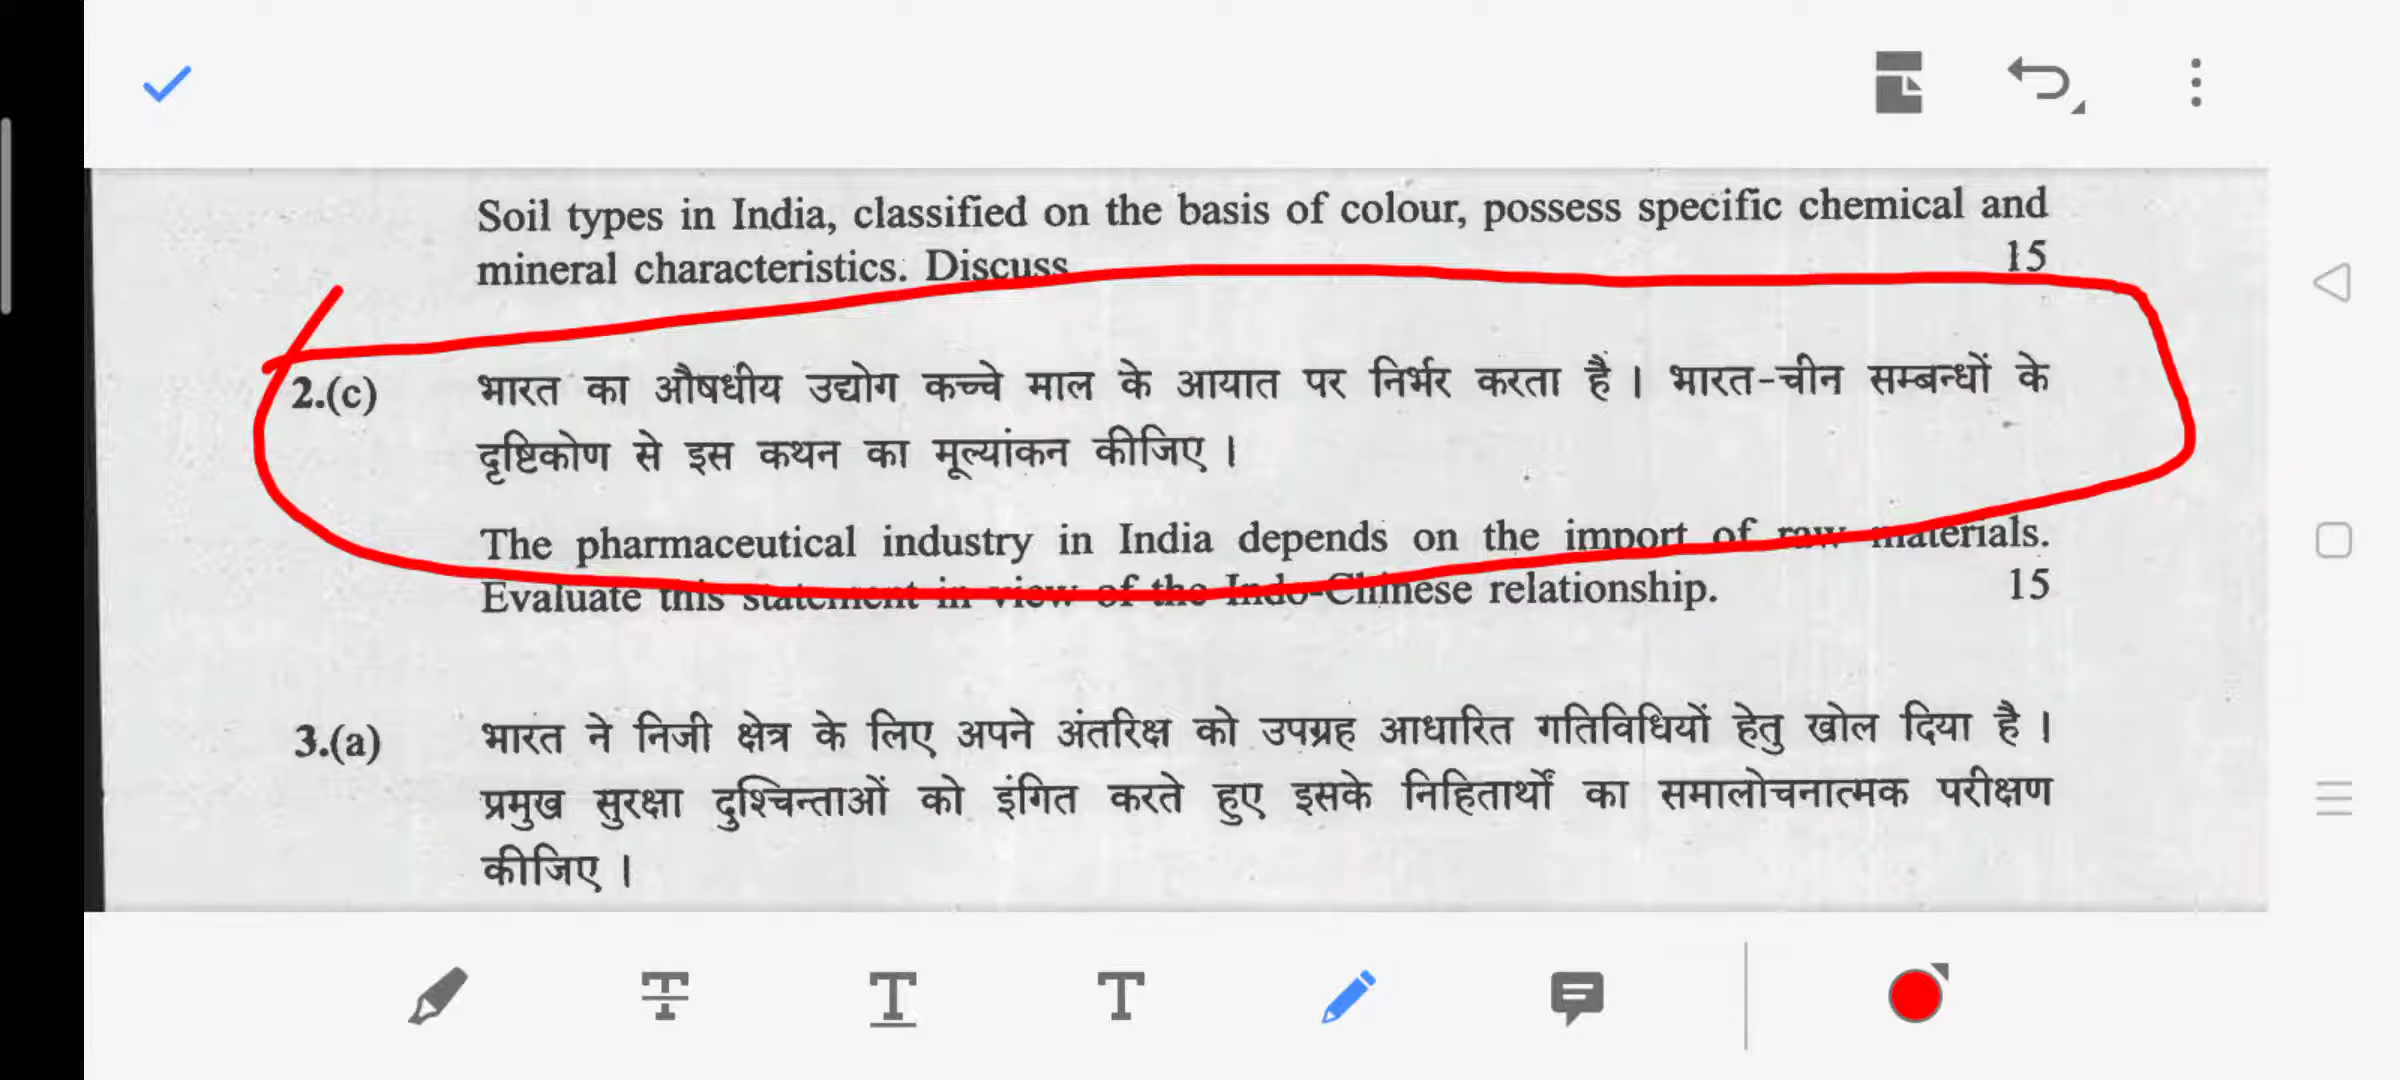 Soil types in India, classified on the basis of colour, possess specific chemical and
mineral characteristics. Discuss
15
2.(c) भारत का औषधीय उद्योग कच्चे माल के आयात पर निर्भर करता है । भारत-चीन सम्बन्धों के
दृष्टिकोण से इस कथन का मूल्यांकन कीजिए ।
The pharmaceutical industry in India depends on the import of raw materials.
Evaluate this statement in view of the Indo-Chinese relationship. 15
3.(a) भारत ने निजी क्षेत्र के लिए अपने अंतरिक्ष को उपग्रह आधारित गतिविधियों हेतु खोल दिया है ।
प्रमुख सुरक्षा दुश्चिन्ताओं को इंगित करते हुए इसके निहितार्थों का समालोचनात्मक परीक्षण
कीजिए ।